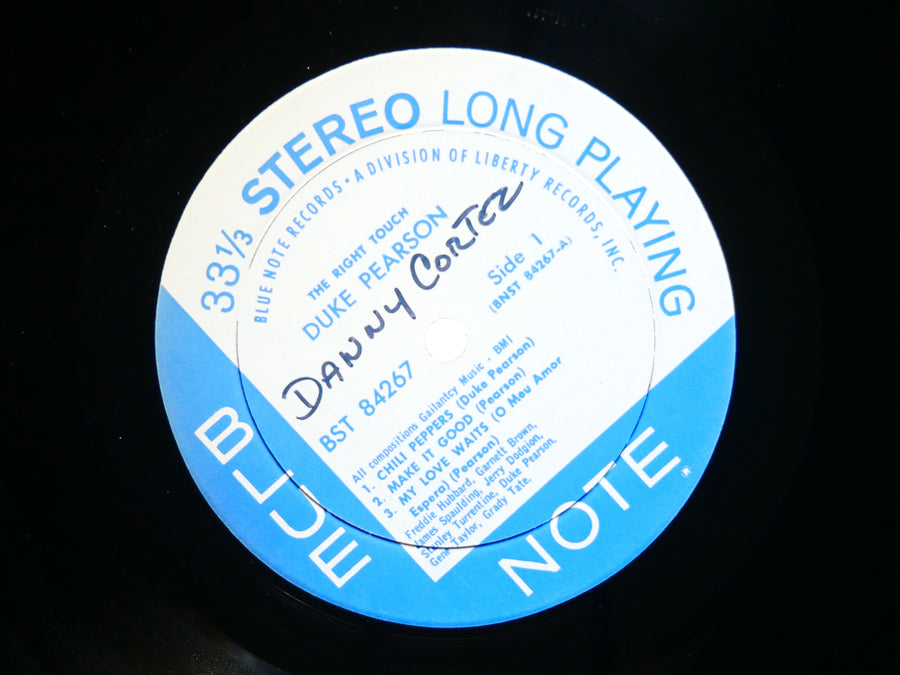 33⅓ STEREO LONG PLAYING
BLUE NOTE RECORDS • A DIVISION OF LIBERTY RECORDS, INC.
THE RIGHT TOUCH
DUKE PEARSON
DANNY CORTEZ
Side 1
(BNST 84267-A)
BST 84267
All compositions Gailantcy Music - BMI
1. CHILI PEPPERS (Duke Pearson)
2. MAKE IT GOOD (Pearson)
3. MY LOVE WAITS (O Meu Amor
Espera) (Pearson)
Freddie Hubbard, Garnett Brown,
James Spaulding, Jerry Dodgion,
Stanley Turrentine, Duke Pearson,
Gene Taylor, Grady Tate.
BLUE NOTE®